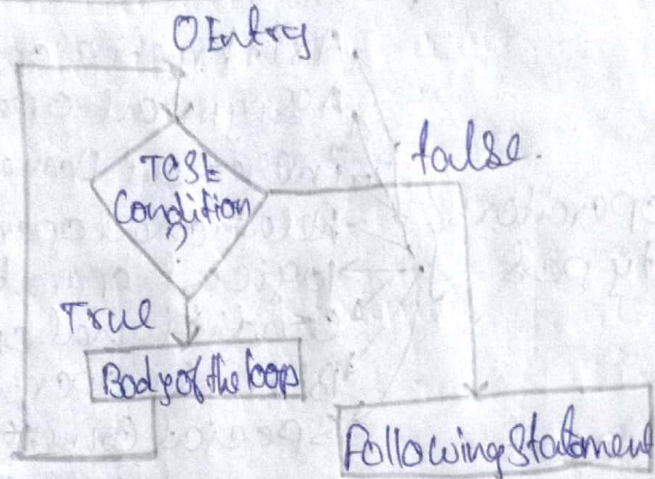 Entry
false.
Test
Condition
?
True
Body of the loop
Following Statement